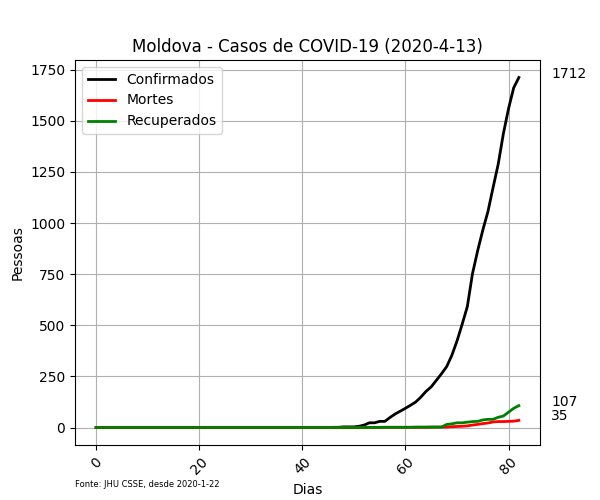 Moldova - Casos de COVID-19 (2020-4-13)
Confirmados
Mortes
Recuperados
1750
1500
1250
1000
750
500
250
0
Pessoas
1712
107
35
0
20
40
60
80
Dias
Fonte: JHU CSSE, desde 2020-1-22